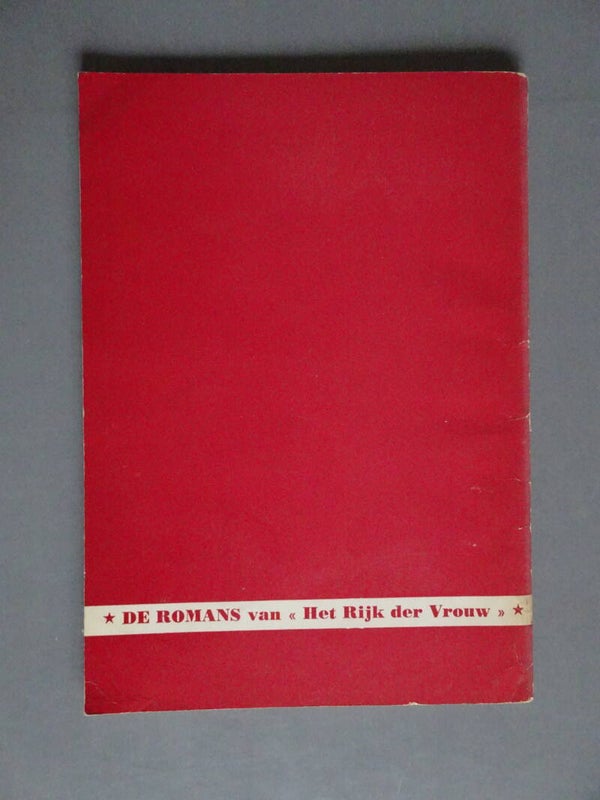 ★ DE ROMANS van « Het Rijk der Vrouw » ★